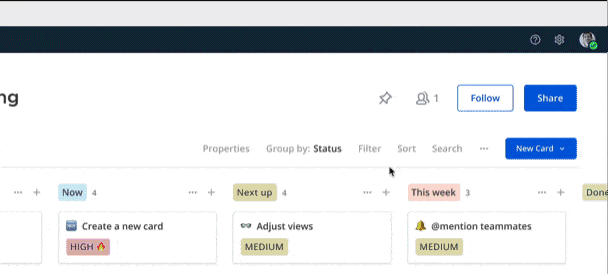 ng
1 Follow Share
Properties Group by: Status Filter Sort Search ... New Card
... + Now 4 ... + Next up 4 ... + This week 3 ... + Done
Create a new card Adjust views @mention teammates
HIGH MEDIUM MEDIUM